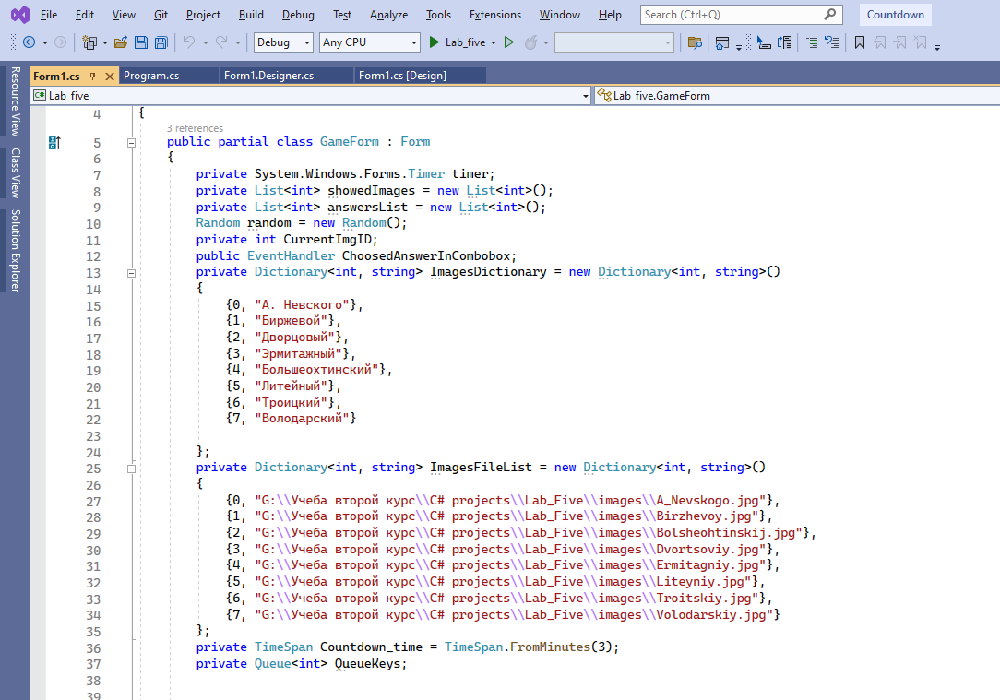 File Edit View Git Project Build Debug Test Analyze Tools Extensions Window Help Search (Ctrl+Q) Countdown
Debug Any CPU Lab_five
Form1.cs Program.cs Form1.Designer.cs Form1.cs [Design]
Lab_five Lab_five.GameForm
Resource View
Class View
Solution Explorer
4 {
3 references
5 public partial class GameForm : Form
6 {
7 private System.Windows.Forms.Timer timer;
8 private List<int> showedImages = new List<int>();
9 private List<int> answersList = new List<int>();
10 Random random = new Random();
11 private int CurrentImgID;
12 public EventHandler ChoosedAnswerInCombobox;
13 private Dictionary<int, string> ImagesDictionary = new Dictionary<int, string>()
14 {
15 {0, "А. Невского"},
16 {1, "Биржевой"},
17 {2, "Дворцовый"},
18 {3, "Эрмитажный"},
19 {4, "Большеохтинский"},
20 {5, "Литейный"},
21 {6, "Троицкий"},
22 {7, "Володарский"}
23
24 };
25 private Dictionary<int, string> ImagesFileList = new Dictionary<int, string>()
26 {
27 {0, "G:\\Учеба второй курс\\C# projects\\Lab_Five\\images\\A_Nevskogo.jpg"},
28 {1, "G:\\Учеба второй курс\\C# projects\\Lab_Five\\images\\Birzhevoy.jpg"},
29 {2, "G:\\Учеба второй курс\\C# projects\\Lab_Five\\images\\Bolsheohtinskij.jpg"},
30 {3, "G:\\Учеба второй курс\\C# projects\\Lab_Five\\images\\Dvortsoviy.jpg"},
31 {4, "G:\\Учеба второй курс\\C# projects\\Lab_Five\\images\\Ermitagniy.jpg"},
32 {5, "G:\\Учеба второй курс\\C# projects\\Lab_Five\\images\\Liteyniy.jpg"},
33 {6, "G:\\Учеба второй курс\\C# projects\\Lab_Five\\images\\Troitskiy.jpg"},
34 {7, "G:\\Учеба второй курс\\C# projects\\Lab_Five\\images\\Volodarskiy.jpg"}
35 };
36 private TimeSpan Countdown_time = TimeSpan.FromMinutes(3);
37 private Queue<int> QueueKeys;
38
39